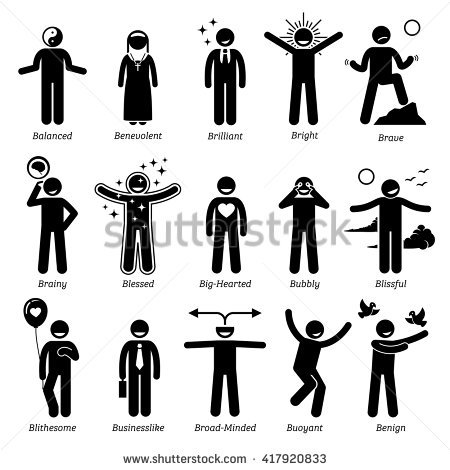 Balanced
Benevolent
Brilliant
Bright
Brave
shutterstock
Brainy
Blessed
Big-Hearted
Bubbly
Blissful
Blithesome
Businesslike
Broad-Minded
Buoyant
Benign
www.shutterstock.com · 417920833